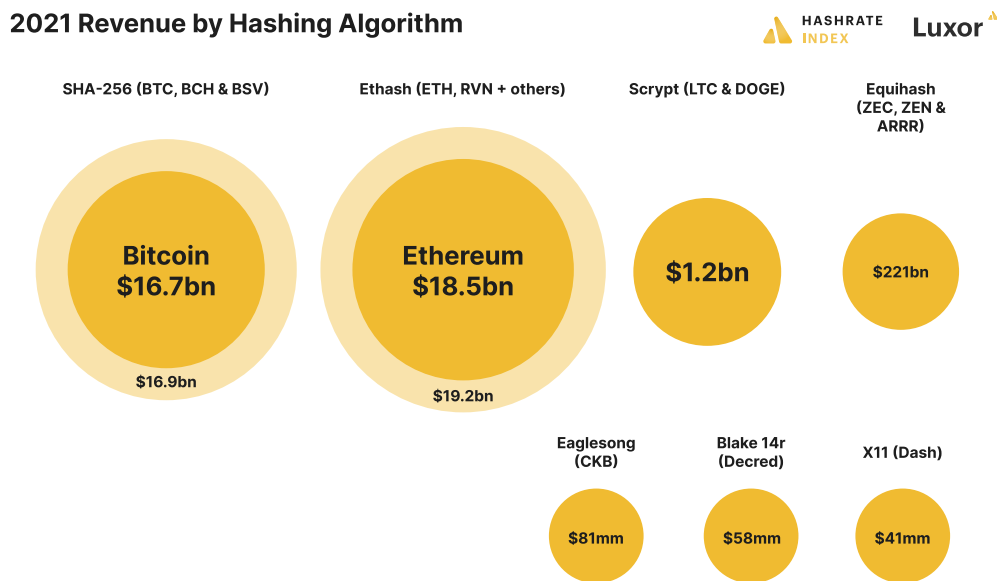 2021 Revenue by Hashing Algorithm
HASHRATE
INDEX
Luxor
SHA-256 (BTC, BCH & BSV)
Bitcoin
$16.7bn
$16.9bn
Ethash (ETH, RVN + others)
Ethereum
$18.5bn
$19.2bn
Scrypt (LTC & DOGE)
$1.2bn
Equihash
(ZEC, ZEN &
ARRR)
$221bn
Eaglesong
(CKB)
$81mm
Blake 14r
(Decred)
$58mm
X11 (Dash)
$41mm